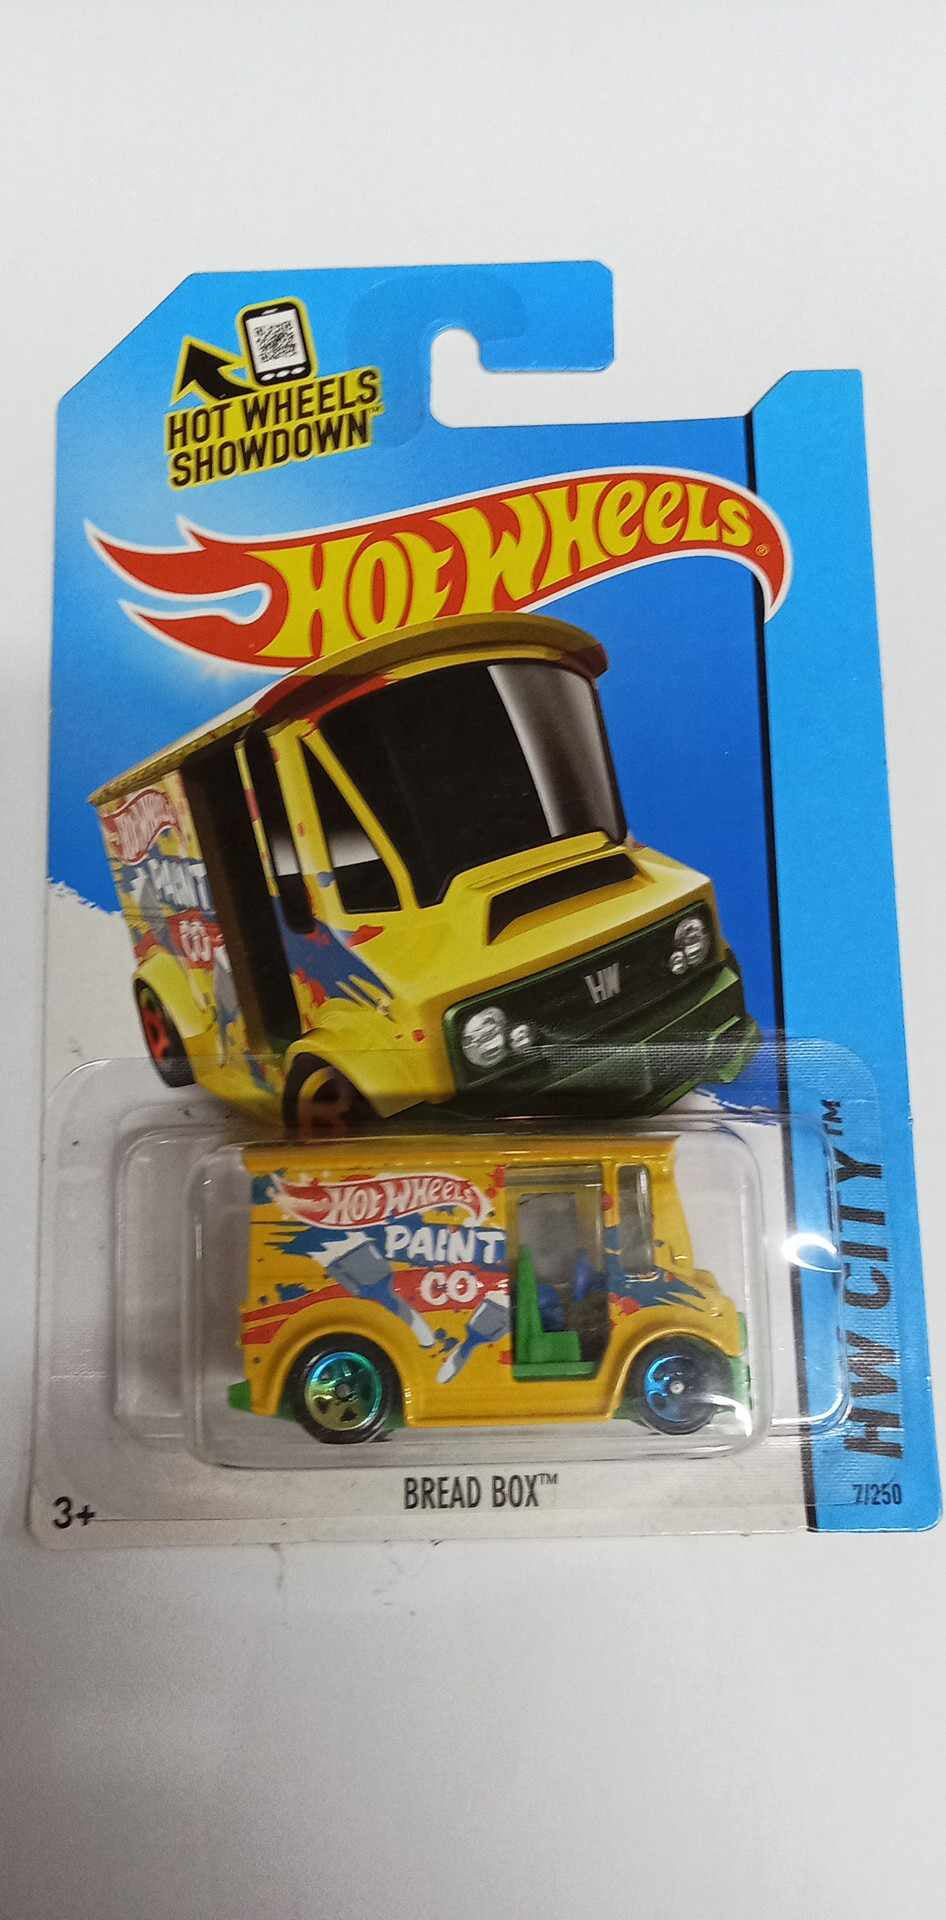 HOT WHEELS
SHOWDOWN™
HOT WHEELS®
HOT WHEELS
PAINT
CO
HW
HOT WHEELS
PAINT
CO
BREAD BOX™
3+
HW CITY™
7/250